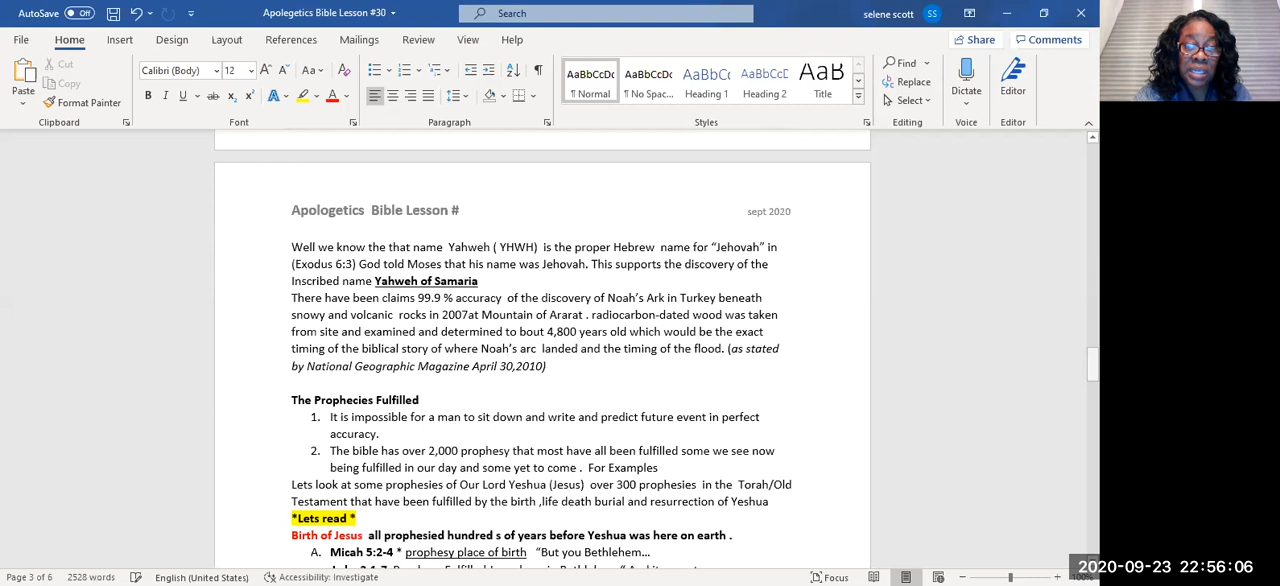 AutoSave Off Apolegetics Bible Lesson #30 Search selene scott SS
File Home Insert Design Layout References Mailings Review View Help Share Comments
Paste Cut Copy Format Painter
Calibri (Body) 12 A A Aa A
B I U ab x2 x2 A A
AaBbCcDc AaBbCcDc AaBbC AaBbCcD AaB
¶ Normal ¶ No Spac... Heading 1 Heading 2 Title
Find Replace Select Dictate Editor
Clipboard Font Paragraph Styles Editing Voice Editor
Apologetics Bible Lesson # sept 2020
Well we know the that name Yahweh ( YHWH) is the proper Hebrew name for “Jehovah” in
(Exodus 6:3) God told Moses that his name was Jehovah. This supports the discovery of the
Inscribed name Yahweh of Samaria
There have been claims 99.9 % accuracy of the discovery of Noah’s Ark in Turkey beneath
snowy and volcanic rocks in 2007at Mountain of Ararat . radiocarbon-dated wood was taken
from site and examined and determined to bout 4,800 years old which would be the exact
timing of the biblical story of where Noah’s arc landed and the timing of the flood. (as stated
by National Geographic Magazine April 30,2010)
The Prophecies Fulfilled
1. It is impossible for a man to sit down and write and predict future event in perfect
accuracy.
2. The bible has over 2,000 prophesy that most have all been fulfilled some we see now
being fulfilled in our day and some yet to come . For Examples
Lets look at some prophesies of Our Lord Yeshua (Jesus) over 300 prophesies in the Torah/Old
Testament that have been fulfilled by the birth ,life death burial and resurrection of Yeshua
*Lets read *
Birth of Jesus all prophesied hundred s of years before Yeshua was here on earth .
A. Micah 5:2-4 * prophesy place of birth “But you Bethlehem…
Page 3 of 6 2528 words English (United States) Accessibility: Investigate Focus 100%
2020-09-23 22:56:06